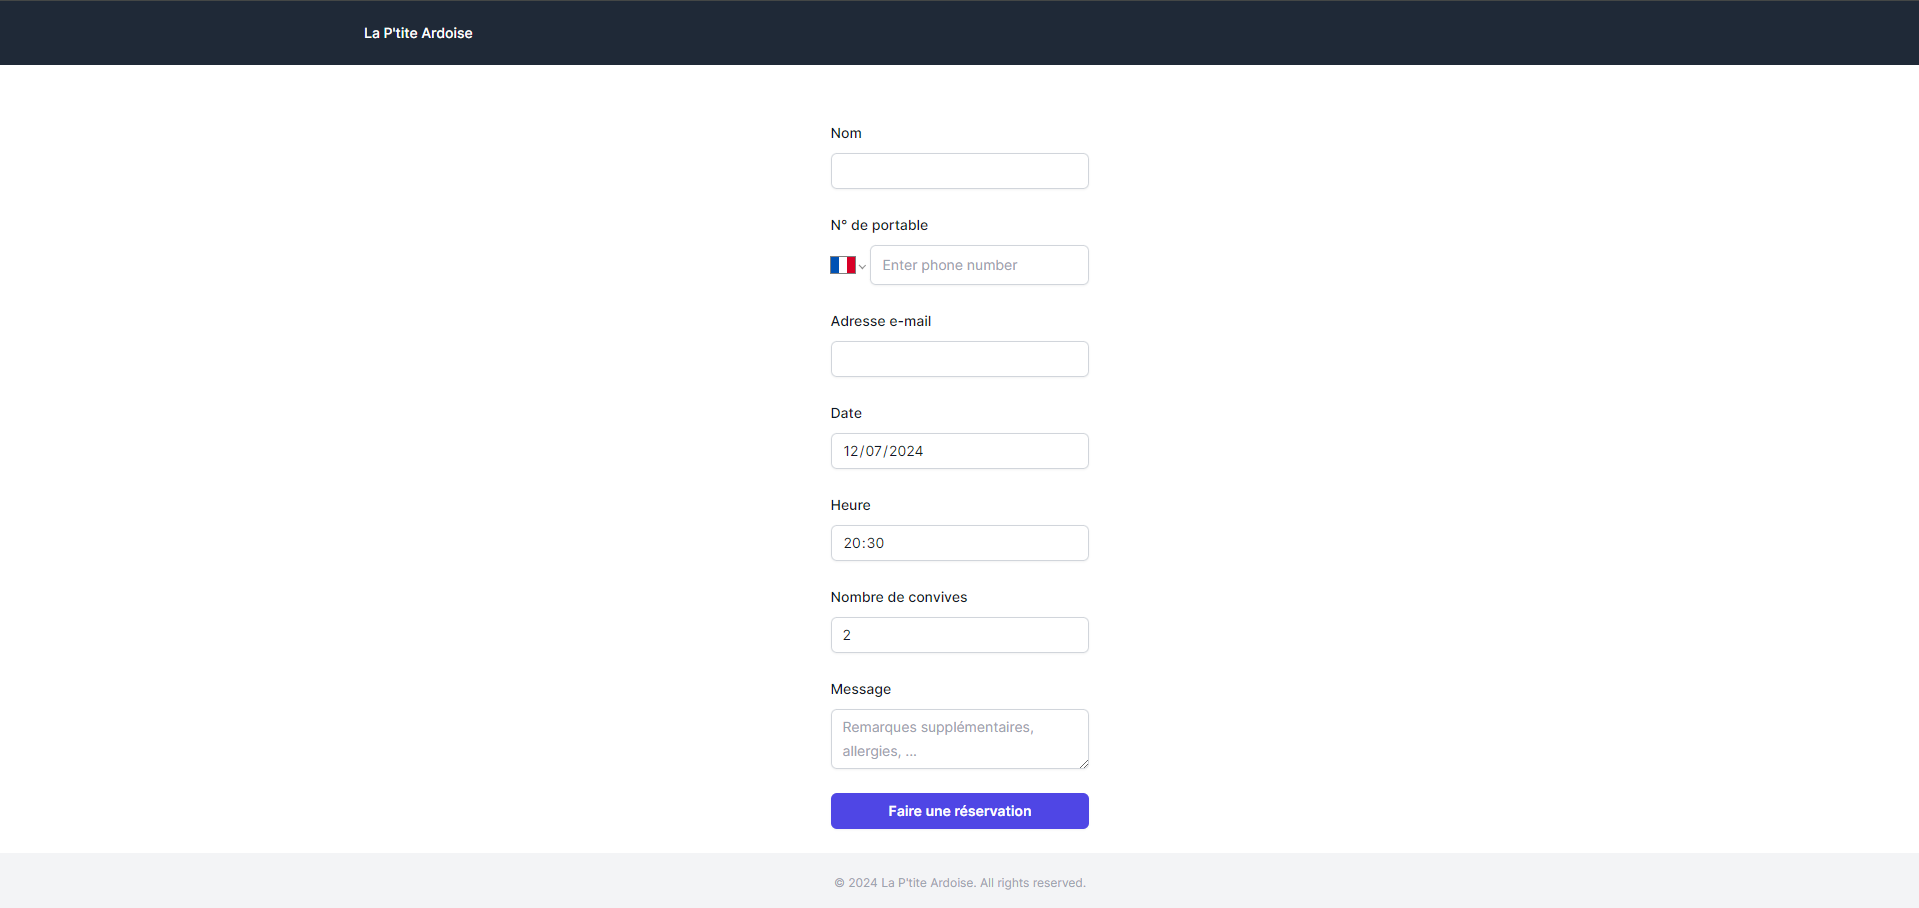 La P'tite Ardoise
Nom
N° de portable
Enter phone number
Adresse e-mail
Date
12/07/2024
Heure
20:30
Nombre de convives
2
Message
Remarques supplémentaires,
allergies, ...
Faire une réservation
© 2024 La P'tite Ardoise. All rights reserved.